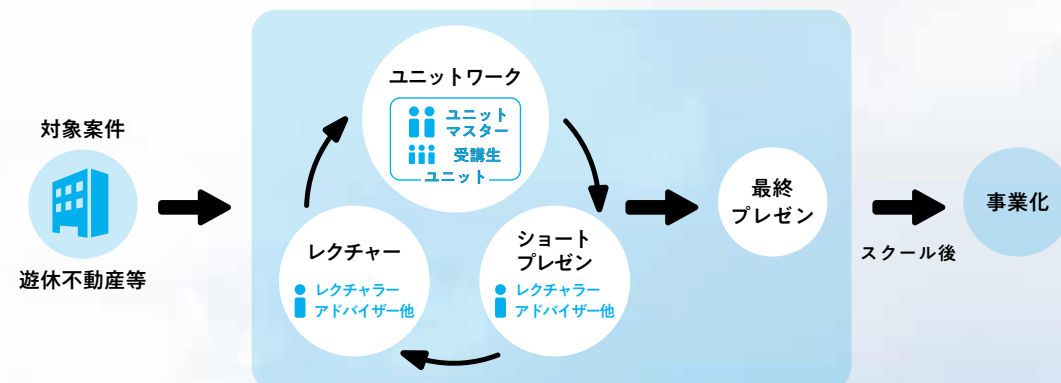 対象案件
遊休不動産等
ユニットワーク
ユニット
マスター
受講生
ユニット
レクチャー
レクチャラー
アドバイザー他
ショート
プレゼン
レクチャラー
アドバイザー他
最終
プレゼン
スクール後
事業化